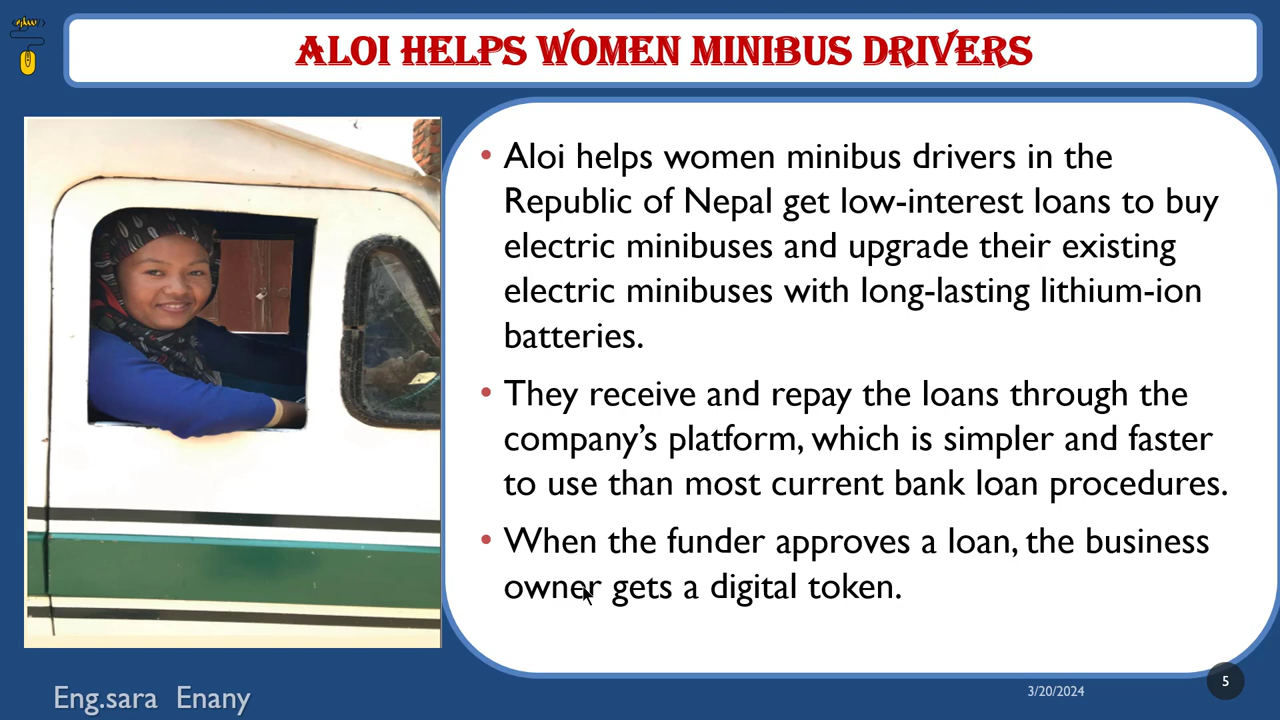 ALOI HELPS WOMEN MINIBUS DRIVERS
• Aloi helps women minibus drivers in the
Republic of Nepal get low-interest loans to buy
electric minibuses and upgrade their existing
electric minibuses with long-lasting lithium-ion
batteries.
• They receive and repay the loans through the
company’s platform, which is simpler and faster
to use than most current bank loan procedures.
• When the funder approves a loan, the business
owner gets a digital token.
Eng.sara Enany
3/20/2024
5